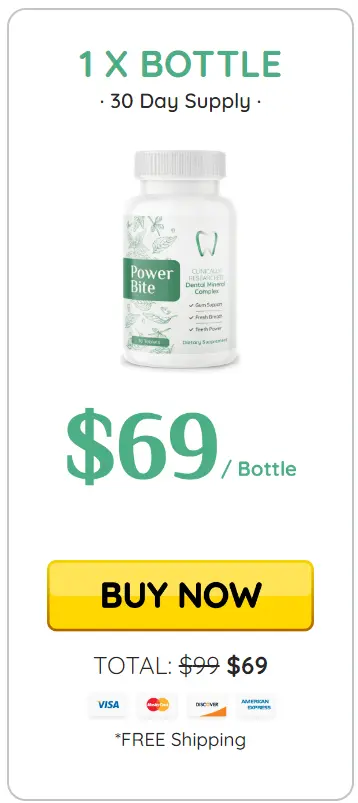 1 X BOTTLE
· 30 Day Supply ·
CLINICALLY
RESEARCHED
Dental Mineral
Complex
Power
Bite
✓ Gum Support
✓ Fresh Breath
✓ Teeth Power
Dietary Supplement
$69 / Bottle
BUY NOW
TOTAL: $99 $69
VISA MasterCard DISCOVER AMERICAN
EXPRESS
*FREE Shipping